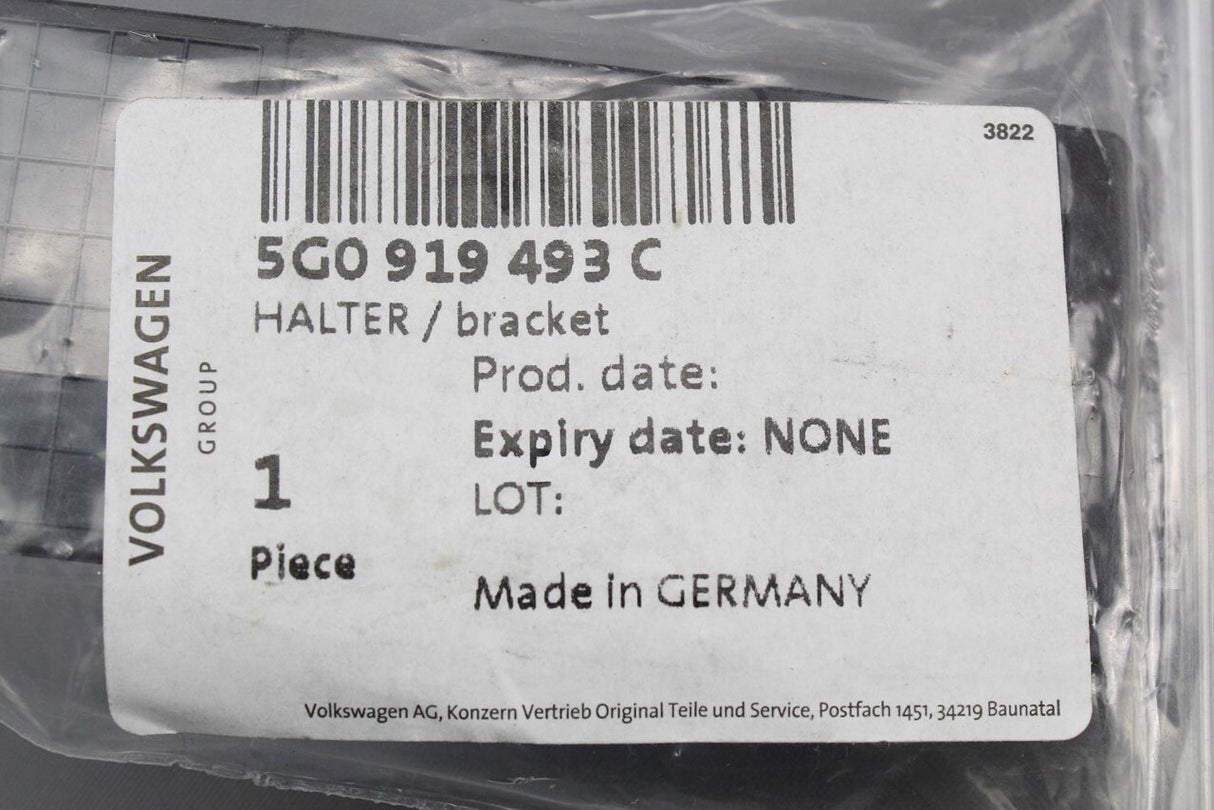 3822
5G0 919 493 C
HALTER / bracket
Prod. date:
Expiry date: NONE
1
LOT:
Piece
Made in GERMANY
VOLKSWAGEN
GROUP
Volkswagen AG, Konzern Vertrieb Original Teile und Service, Postfach 1451, 34219 Baunatal